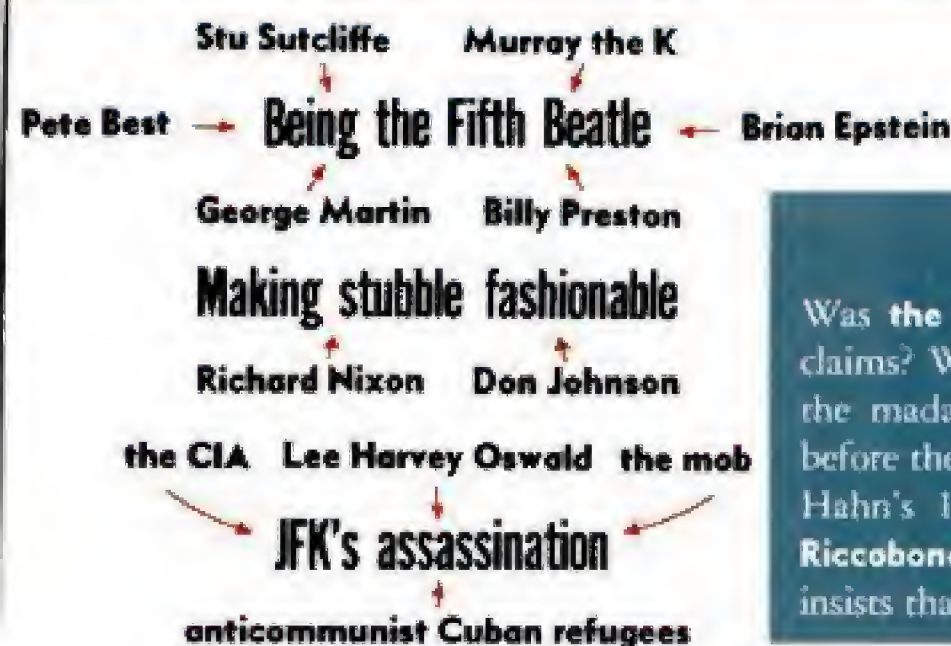 Stu Sutcliffe Murray the K
Pete Best Being the Fifth Beatle Brian Epstein
George Martin Billy Preston
Making stubble fashionable
Richard Nixon Don Johnson
the CIA Lee Harvey Oswald the mob
JFK's assassination
anticommunist Cuban refugees
Was the
claims? W
the mada
before the
Hahn's
Riccobon
insists tha